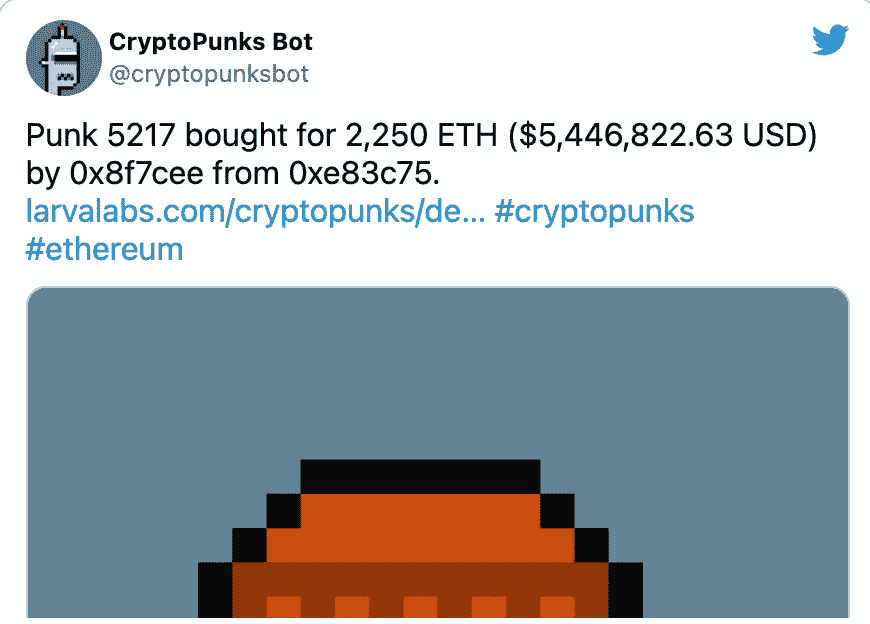 CryptoPunks Bot
@cryptopunksbot
Punk 5217 bought for 2,250 ETH ($5,446,822.63 USD)
by 0x8f7cee from 0xe83c75.
larvalabs.com/cryptopunks/de... #cryptopunks
#ethereum